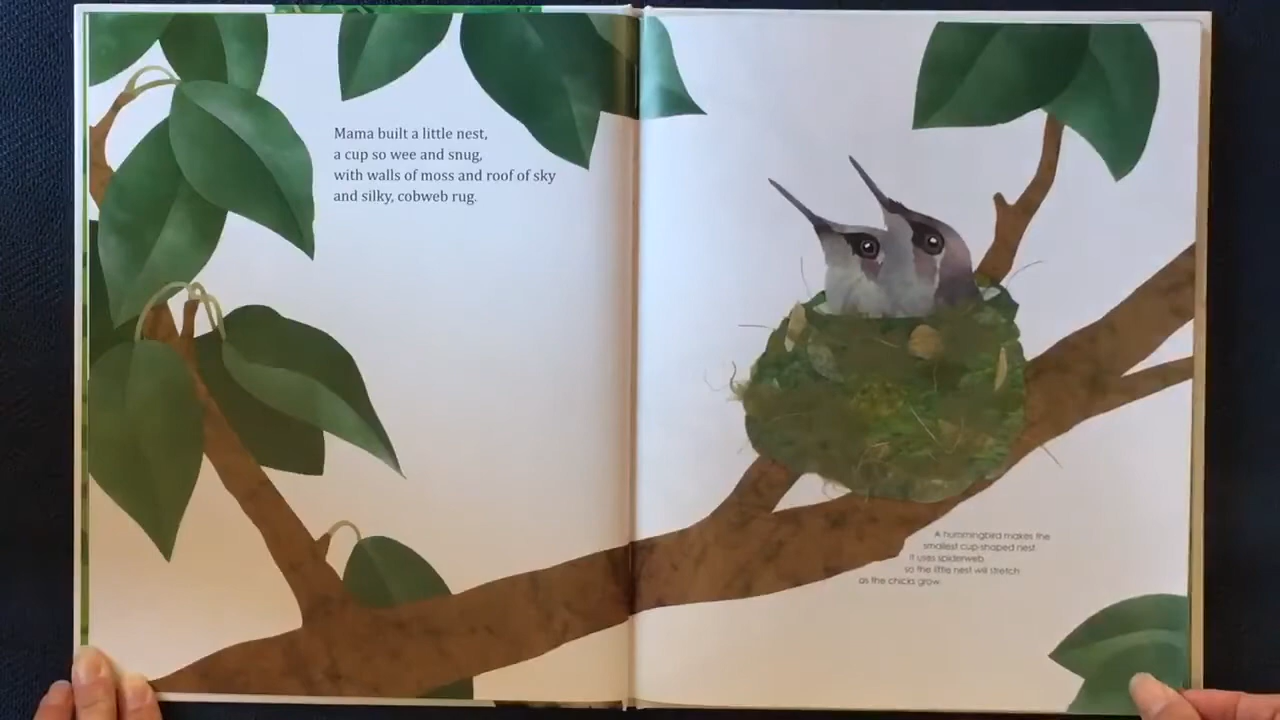 Mama built a little nest,
a cup so wee and snug,
with walls of moss and roof of sky
and silky, cobweb rug.
A hummingbird makes the
smallest cup-shaped nest.
It uses spiderweb
so the little nest will stretch
as the chicks grow.